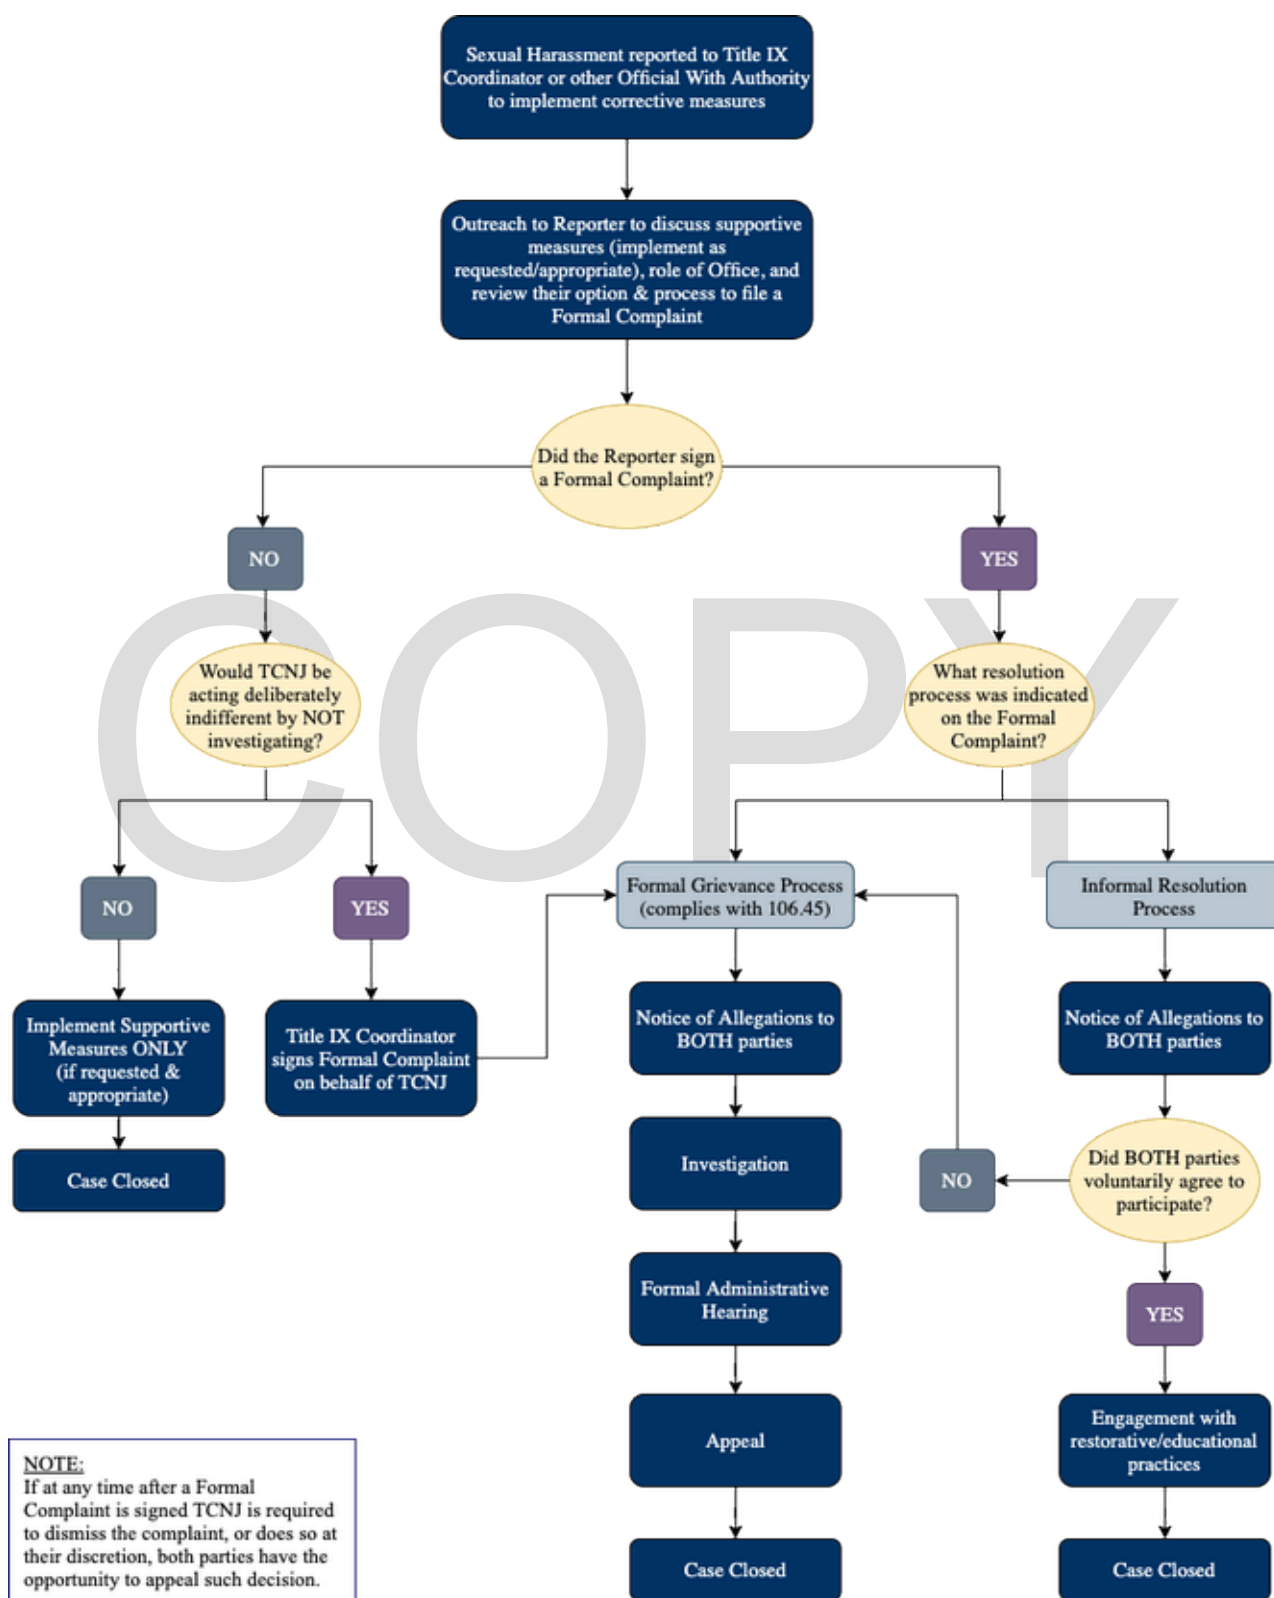 Sexual Harassment reported to Title IX
Coordinator or other Official With Authority
to implement corrective measures
Outreach to Reporter to discuss supportive
measures (implement as
requested/appropriate), role of Office, and
review their option & process to file a
Formal Complaint
Did the Reporter sign
a Formal Complaint?
NO
YES
Would TCNJ be
acting deliberately
indifferent by NOT
investigating?
What resolution
process was indicated
on the Formal
Complaint?
COPY
NO
YES
Formal Grievance Process
(complies with 106.45)
Informal Resolution
Process
Implement Supportive
Measures ONLY
(if requested &
appropriate)
Title IX Coordinator
signs Formal Complaint
on behalf of TCNJ
Notice of Allegations to
BOTH parties
Notice of Allegations to
BOTH parties
Case Closed
Investigation
NO
Did BOTH parties
voluntarily agree to
participate?
Formal Administrative
Hearing
YES
Appeal
Engagement with
restorative/educational
practices
NOTE:
If at any time after a Formal
Complaint is signed TCNJ is required
to dismiss the complaint, or does so at
their discretion, both parties have the
opportunity to appeal such decision.
Case Closed
Case Closed